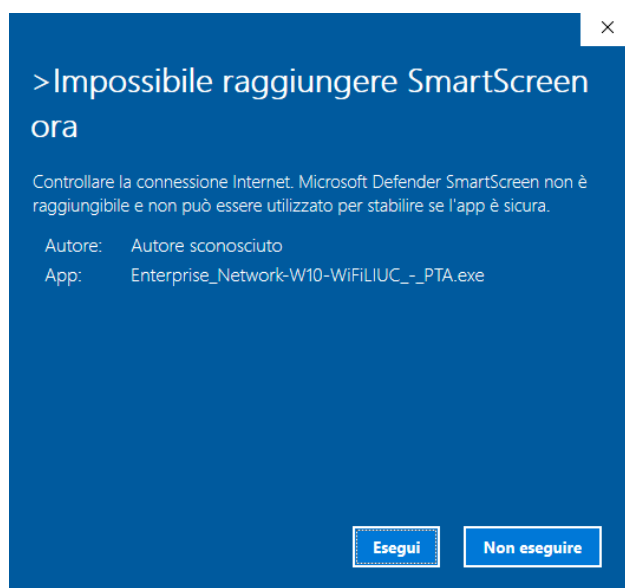 >Impossibile raggiungere SmartScreen
ora
Controllare la connessione Internet. Microsoft Defender SmartScreen non è
raggiungibile e non può essere utilizzato per stabilire se l'app è sicura.
Autore: Autore sconosciuto
App: Enterprise_Network-W10-WiFiLIUC_-_PTA.exe
Esegui Non eseguire